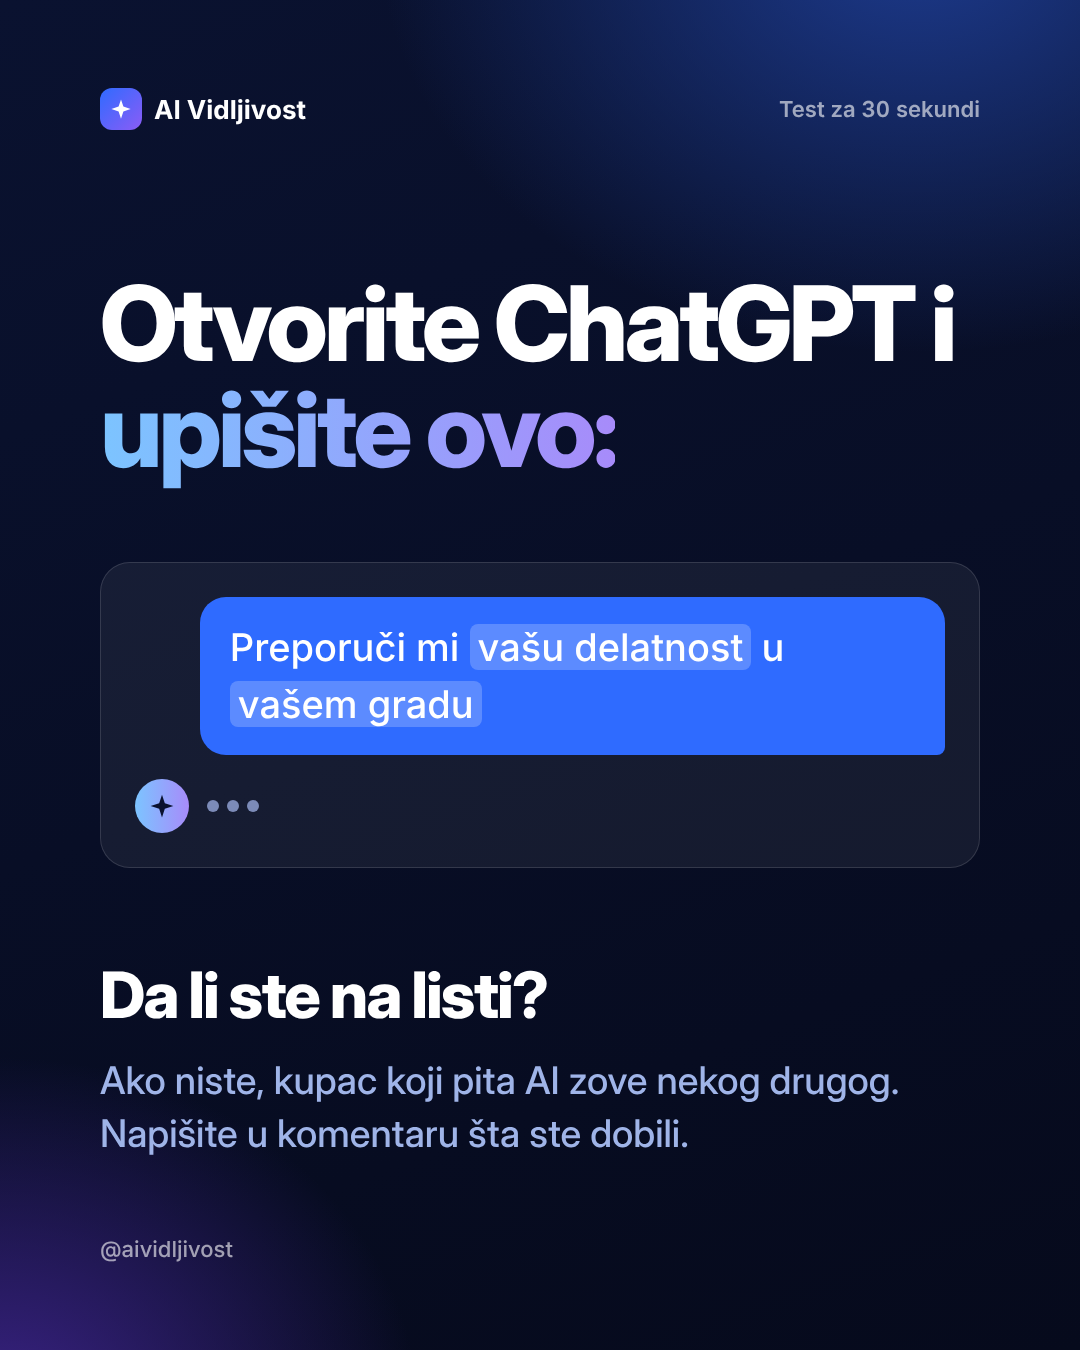 AI Vidljivost
Test za 30 sekundi
Otvorite ChatGPT i
upišite ovo:
Preporuči mi vašu delatnost u
vašem gradu
Da li ste na listi?
Ako niste, kupac koji pita AI zove nekog drugog.
Napišite u komentaru šta ste dobili.
@aividljivost